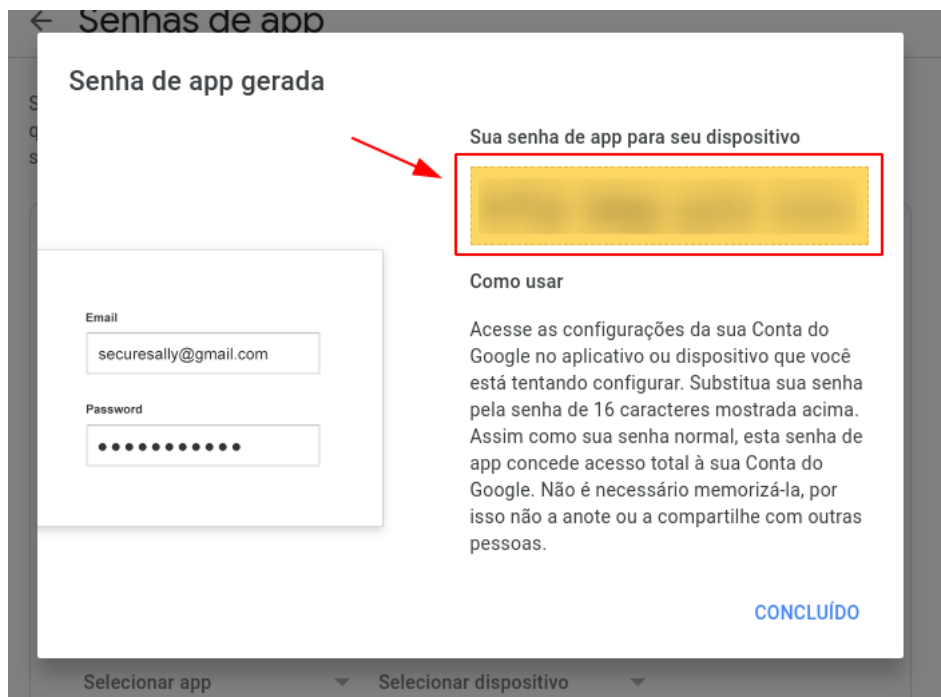 Senhas de app
Senha de app gerada
Sua senha de app para seu dispositivo
Como usar
Acesse as configurações da sua Conta do
Google no aplicativo ou dispositivo que você
está tentando configurar. Substitua sua senha
pela senha de 16 caracteres mostrada acima.
Assim como sua senha normal, esta senha de
app concede acesso total à sua Conta do
Google. Não é necessário memorizá-la, por
isso não a anote ou a compartilhe com outras
pessoas.
Email
securesally@gmail.com
Password
CONCLUÍDO
Selecionar app
Selecionar dispositivo